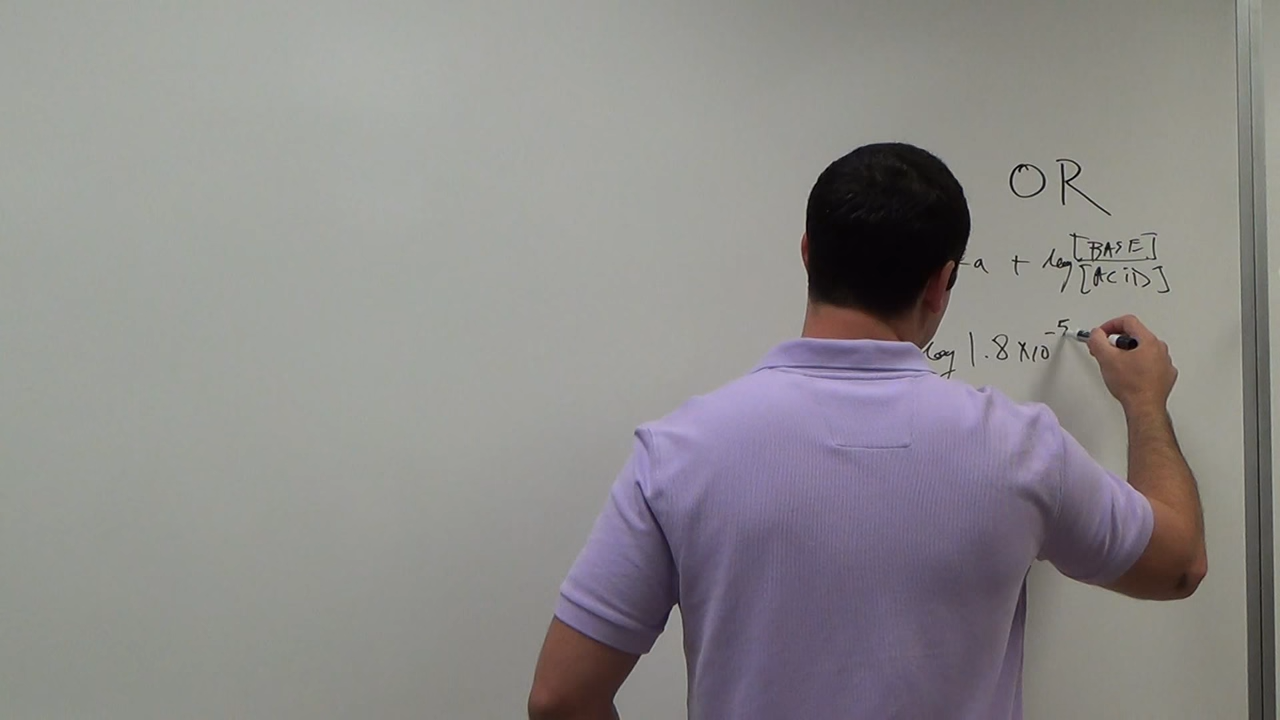 OR
a + log [BASE]
[ACiD]
log 1.8 x10⁻⁵